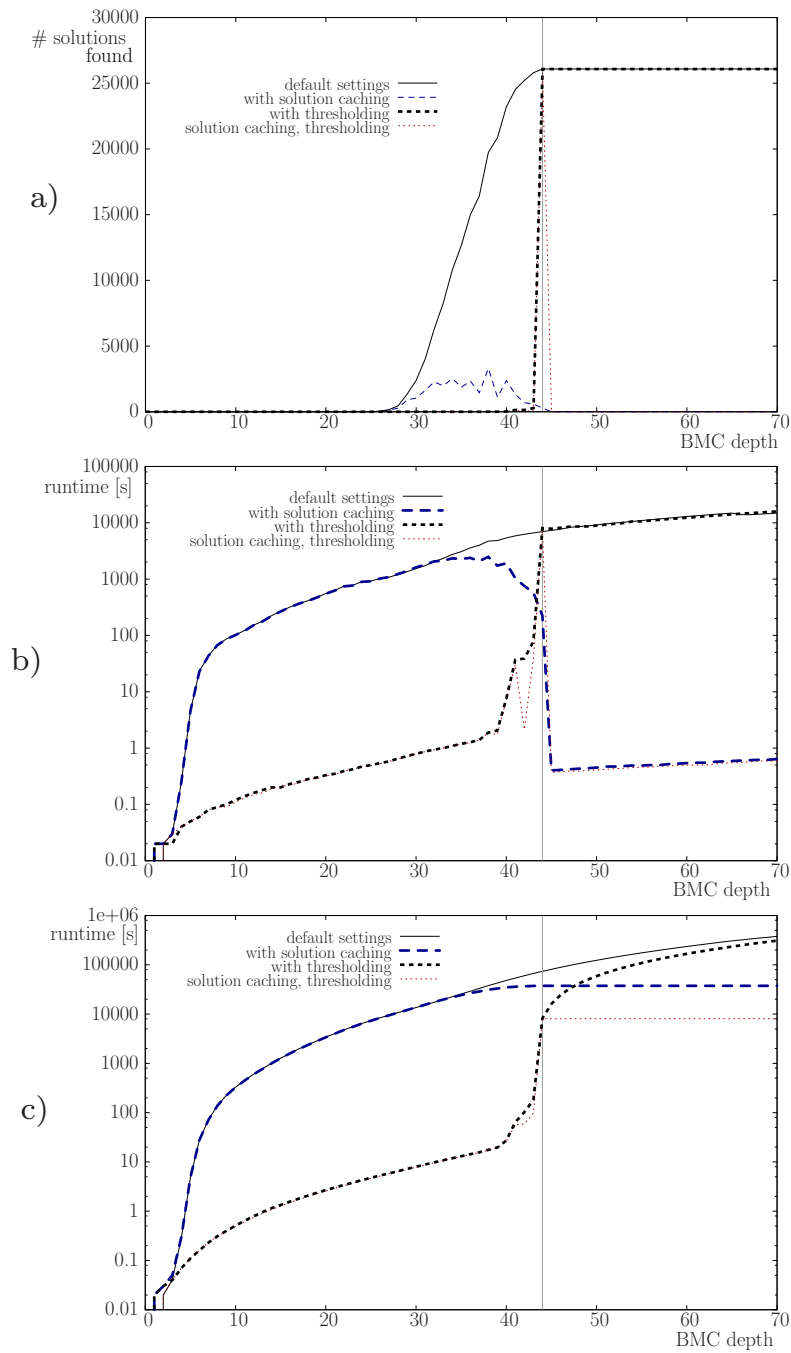 30000
# solutions
found
25000
20000
15000
10000
5000
0
default settings
with solution caching
with thresholding
solution caching, thresholding
a)
0 10 20 30 40 50 60 70
BMC depth
100000
runtime [s]
10000
1000
100
10
1
0.1
0.01
default settings
with solution caching
with thresholding
solution caching, thresholding
b)
0 10 20 30 40 50 60 70
BMC depth
1e+06
runtime [s]
100000
10000
1000
100
10
1
0.1
0.01
default settings
with solution caching
with thresholding
solution caching, thresholding
c)
0 10 20 30 40 50 60 70
BMC depth